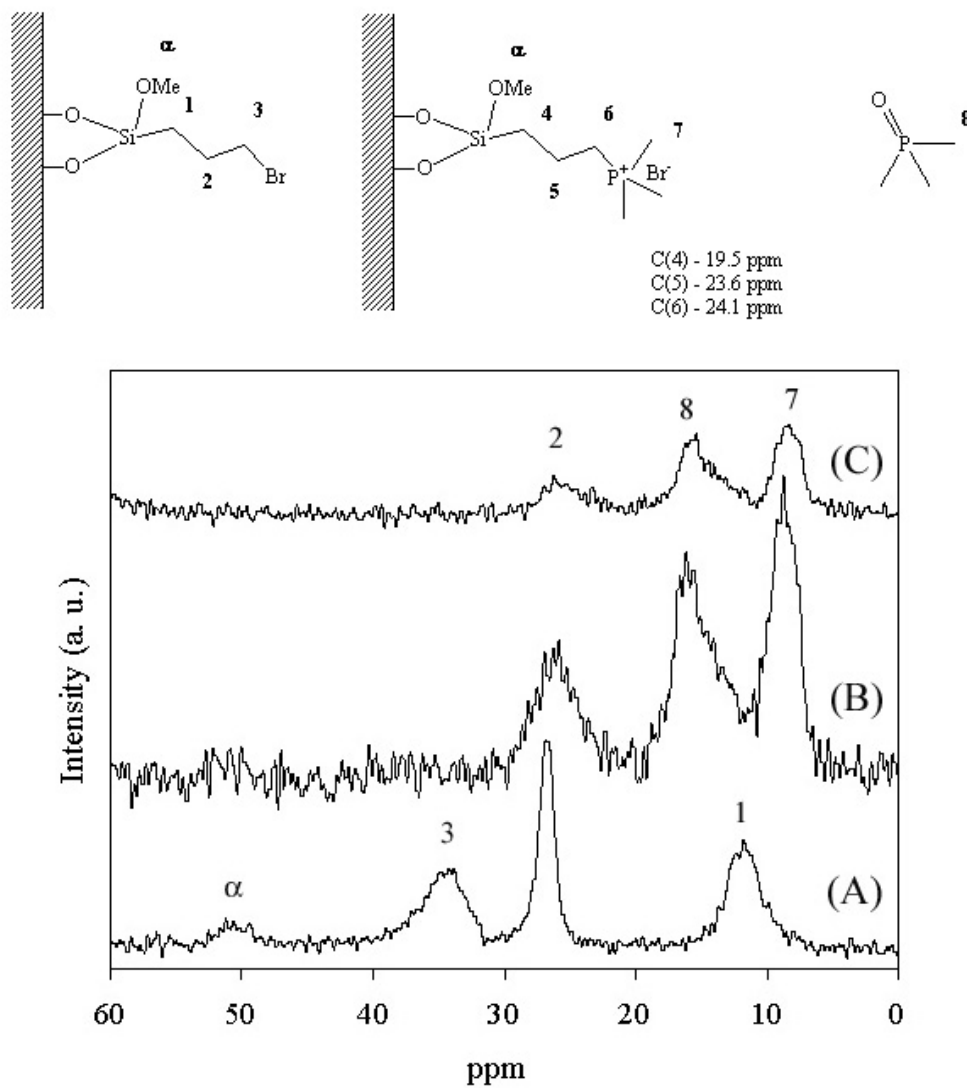 α
OMe
1
3
O
Si
O
2
Br
α
OMe
4
6
7
O
Si
O
5
P+
Br-
C(4) - 19.5 ppm
C(5) - 23.6 ppm
C(6) - 24.1 ppm
O
8
P
Intensity (a. u.)
2
8
7
(C)
(B)
3
1
α
(A)
60
50
40
30
20
10
0
ppm